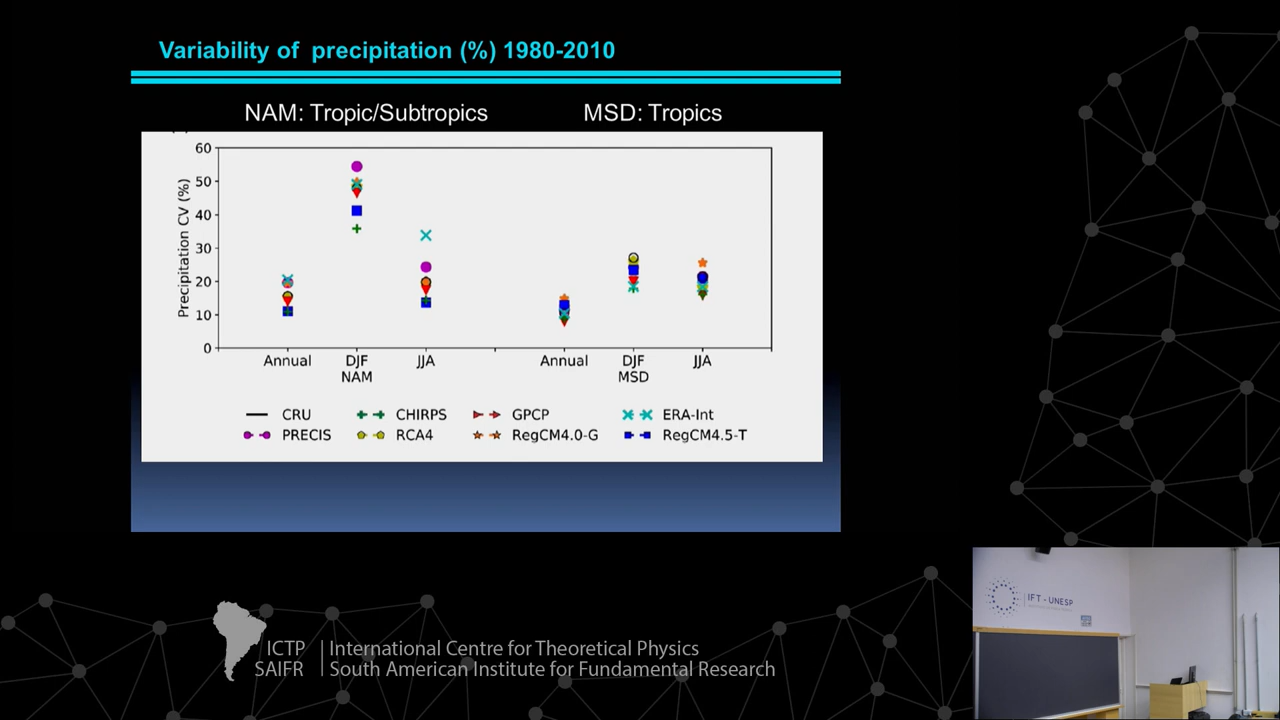 Variability of precipitation (%) 1980-2010
NAM: Tropic/Subtropics MSD: Tropics
Precipitation CV (%)
60
50
40
30
20
10
0
Annual DJF JJA Annual DJF JJA
NAM MSD
CRU CHIRPS GPCP ERA-Int
PRECIS RCA4 RegCM4.0-G RegCM4.5-T
IFT - UNESP
ICTP International Centre for Theoretical Physics
SAIFR South American Institute for Fundamental Research